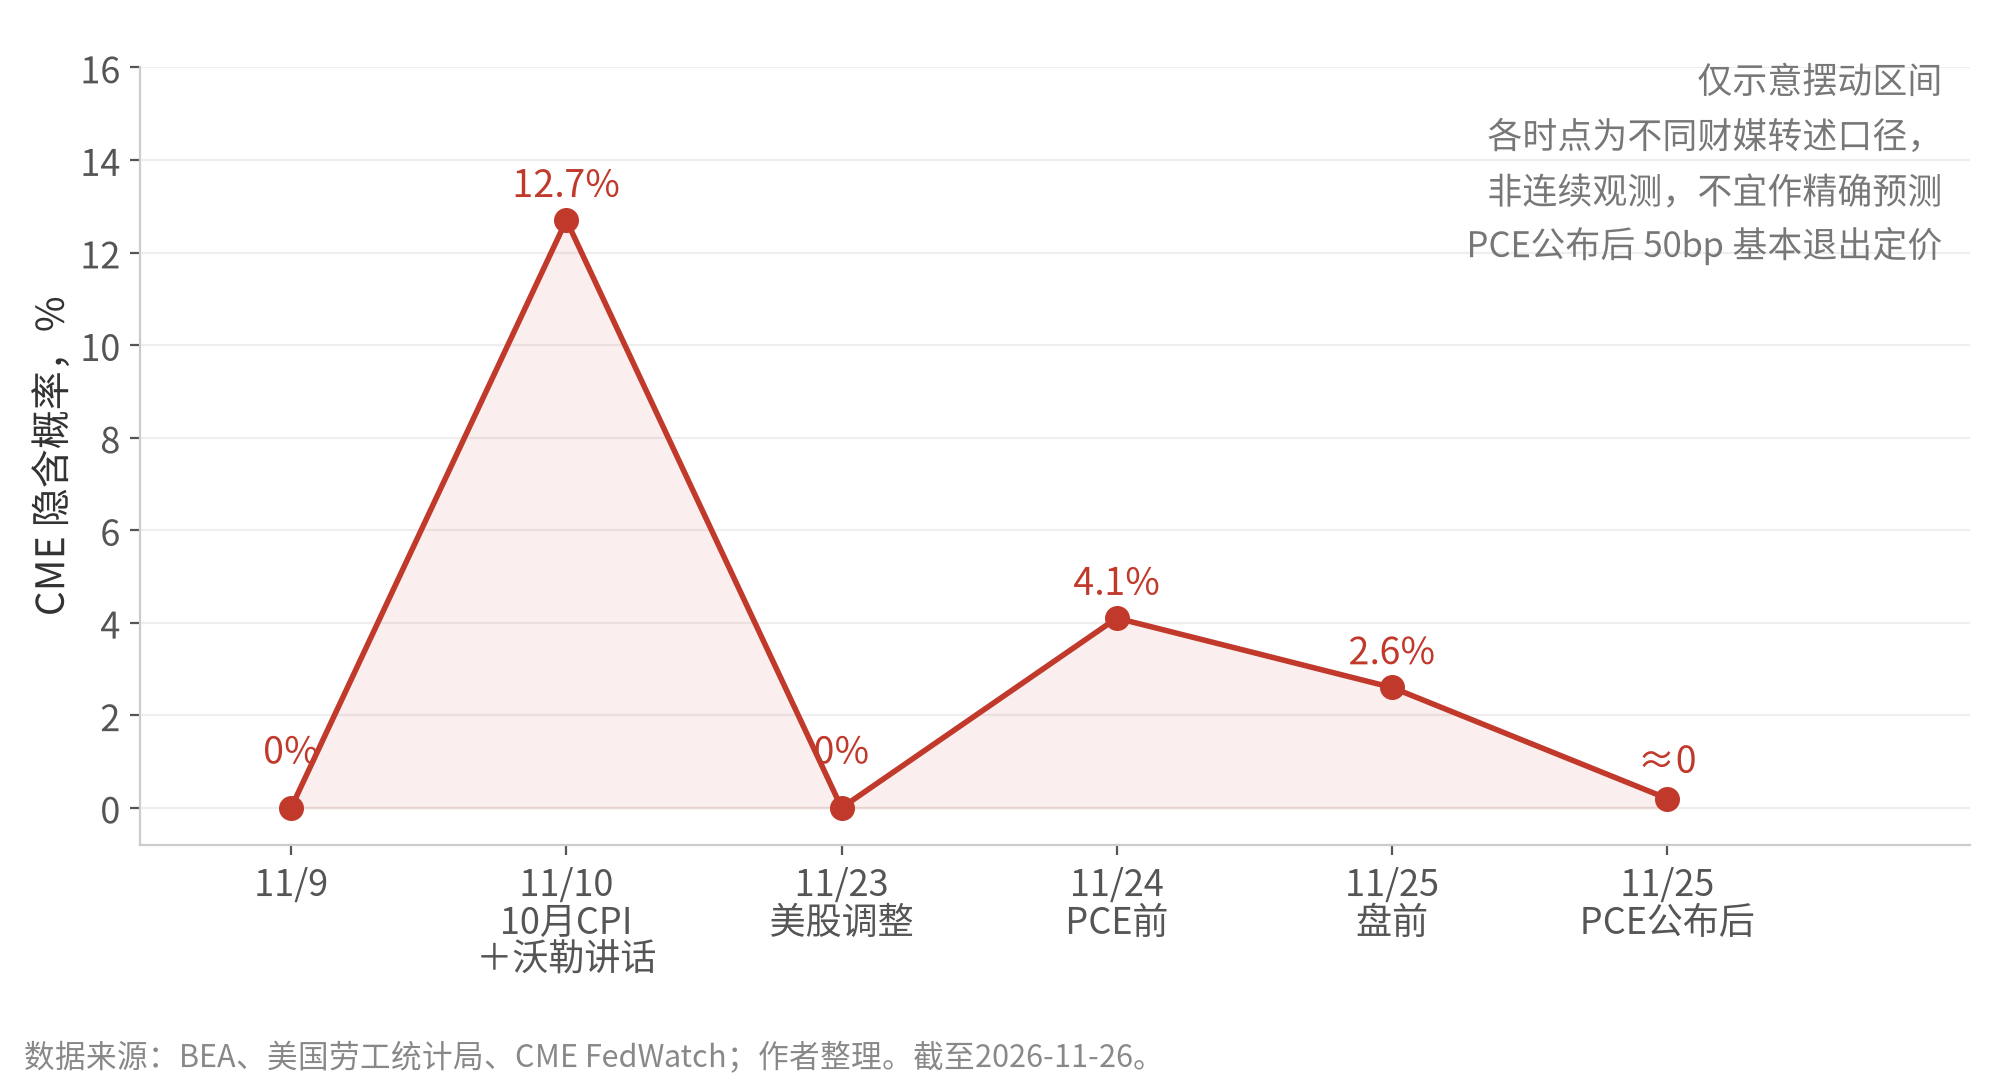 仅示意摆动区间
各时点为不同财媒转述口径，
非连续观测，不宜作精确预测
PCE公布后 50bp 基本退出定价
CME 隐含概率，%
16
14
12
10
8
6
4
2
0
0%
12.7%
0%
4.1%
2.6%
≈0
11/9
11/10
10月CPI
＋沃勒讲话
11/23
美股调整
11/24
PCE前
11/25
盘前
11/25
PCE公布后
数据来源：BEA、美国劳工统计局、CME FedWatch；作者整理。截至2026-11-26。